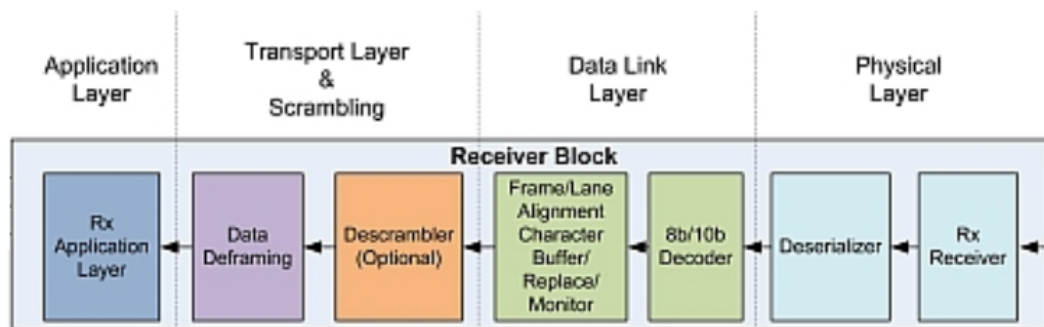 Application
Layer
Transport Layer
&
Scrambling
Data Link
Layer
Physical
Layer
Receiver Block
Rx
Application
Layer
Data
Deframing
Descrambler
(Optional)
Frame/Lane
Alignment
Character
Buffer/
Replace/
Monitor
8b/10b
Decoder
Deserializer
Rx
Receiver